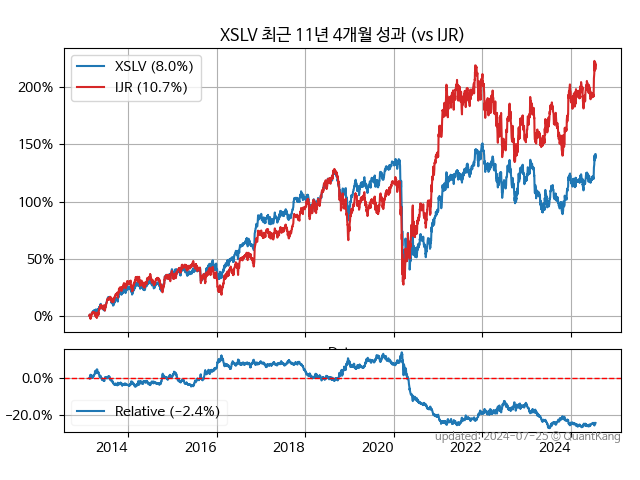 XSLV 최근 11년 4개월 성과 (vs IJR)
XSLV (8.0%)
IJR (10.7%)
200%
150%
100%
50%
0%
0.0%
−20.0%
Relative (−2.4%)
2014
2016
2018
2020
2022
2024
updated: 2024-07-25 © QuantKang